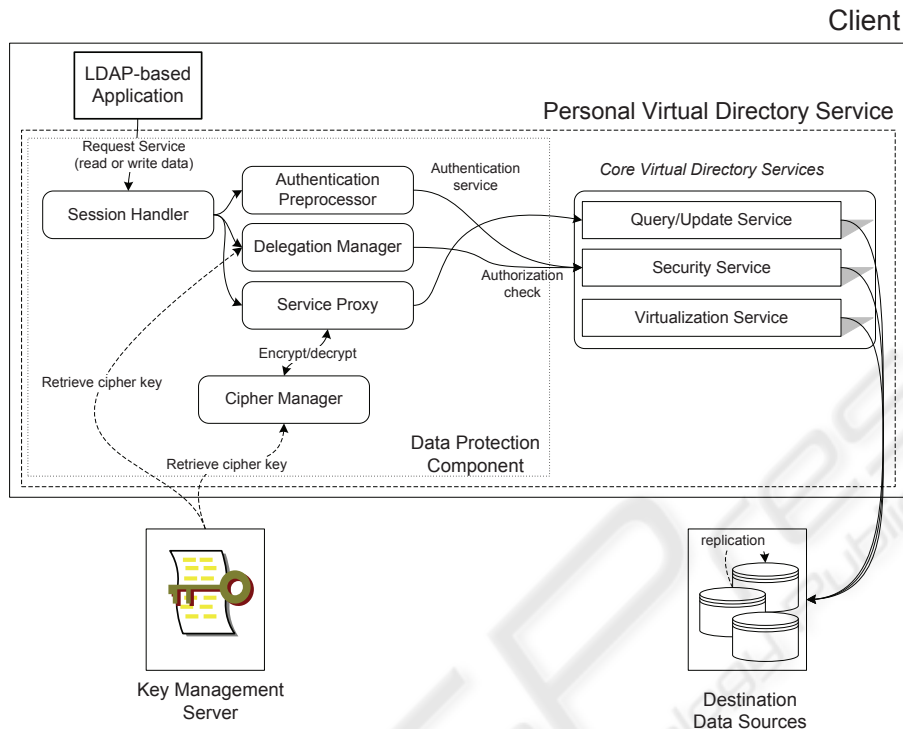 Client
LDAP-based
Application
Personal Virtual Directory Service
Request Service
(read or write data)
Authentication
service
Core Virtual Directory Services
Session Handler
Authentication
Preprocessor
Delegation Manager
Service Proxy
Query/Update Service
Security Service
Virtualization Service
Authorization
check
Encrypt/decrypt
Retrieve cipher key
Cipher Manager
Data Protection
Component
Retrieve cipher key
replication
Key Management
Server
Destination
Data Sources